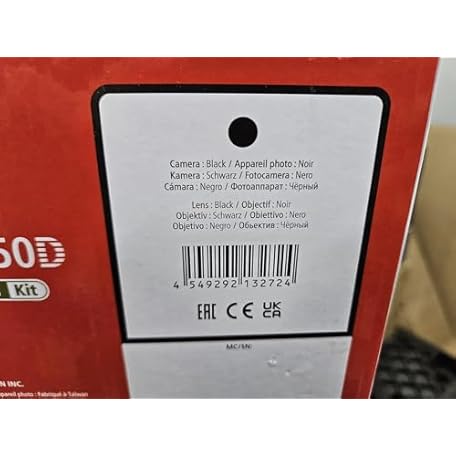 Camera : Black / Appareil photo : Noir
Kamera : Schwarz / Fotocamera : Nero
Cámara : Negro / Фотоаппарат : Чёрный
Lens : Black / Objectif : Noir
Objektiv : Schwarz / Obiettivo : Nero
Objetivo : Negro / Объектив : Чёрный
50D
Kit
4 549292 132724
EAC CE UK CA
MC/SN:
N INC.
pareil photo : Fabriqué à Taïwan